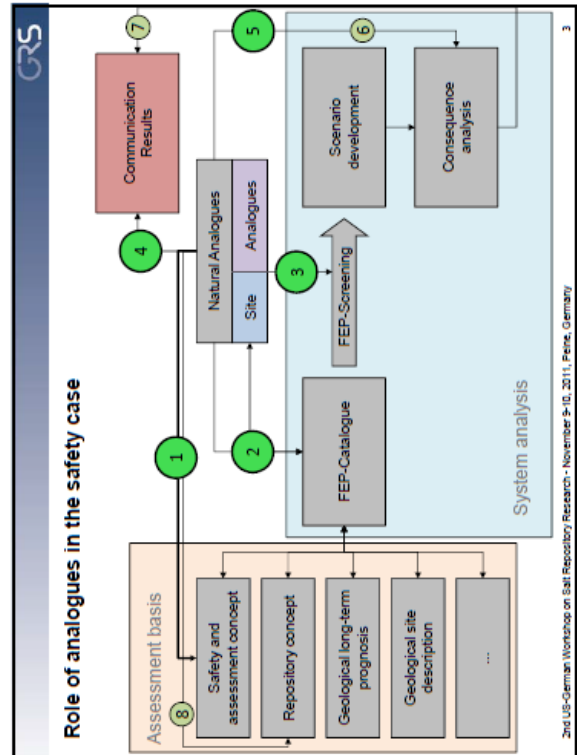 GRS
Role of analogues in the safety case
Assessment basis
Safety and
assessment concept
Repository concept
Geological long-term
prognosis
Geological site
description
....
8
1
2
3
4
5
6
7
Natural Analogues
Site
Analogues
Communication
Results
FEP-Catalogue
FEP-Screening
Scenario
development
Consequence
analysis
System analysis
2nd US-German Workshop on Salt Repository Research - November 9-10, 2011, Peine, Germany
3